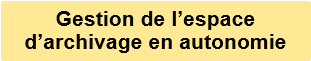 Gestion de l’espace
d’archivage en autonomie